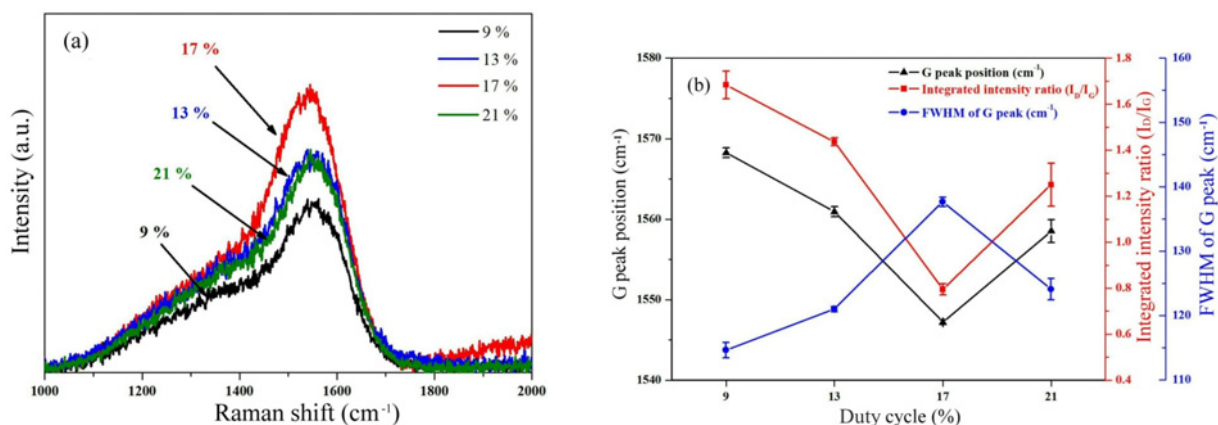 (a)
9 %
13 %
17 %
21 %
17 %
13 %
21 %
9 %
Intensity (a.u.)
1000 1200 1400 1600 1800 2000
Raman shift (cm⁻¹)
(b)
G peak position (cm⁻¹)
Integrated intensity ratio (I_D/I_G)
FWHM of G peak (cm⁻¹)
1580
1570
1560
1550
1540
G peak position (cm⁻¹)
9 13 17 21
Duty cycle (%)
1.8
1.6
1.4
1.2
1.0
0.8
0.6
0.4
Integrated intensity ratio (I_D/I_G)
160
150
140
130
120
110
FWHM of G peak (cm⁻¹)